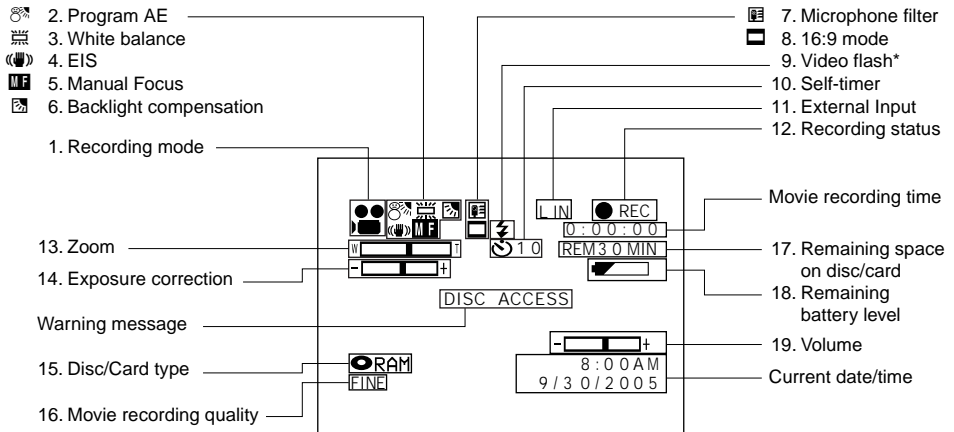 2. Program AE
3. White balance
4. EIS
MF 5. Manual Focus
6. Backlight compensation
1. Recording mode
13. Zoom
14. Exposure correction
Warning message
15. Disc/Card type
16. Movie recording quality
MF
W T
- +
DISC ACCESS
RAM
FINE
L IN
● REC
0:00:00
10
REM 30 MIN
- +
8:00AM
9/30/2005
7. Microphone filter
8. 16:9 mode
9. Video flash*
10. Self-timer
11. External Input
12. Recording status
Movie recording time
17. Remaining space
on disc/card
18. Remaining
battery level
19. Volume
Current date/time